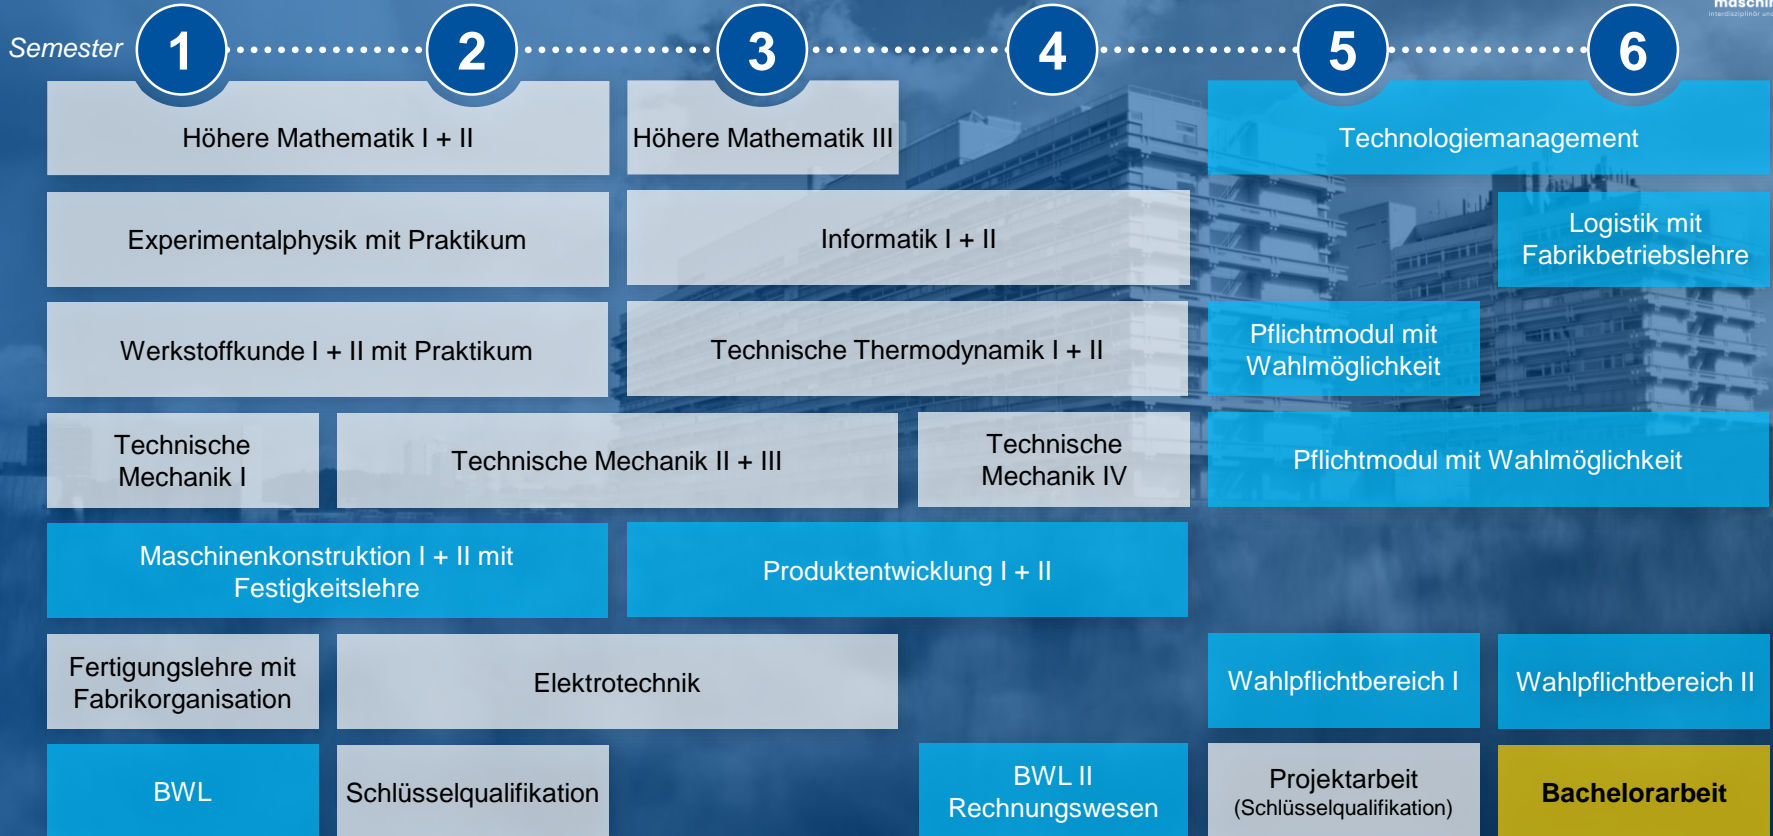 maschin
interdisziplinär und
Semester
1
2
3
4
5
6
Höhere Mathematik I + II
Höhere Mathematik III
Technologiemanagement
Experimentalphysik mit Praktikum
Informatik I + II
Logistik mit
Fabrikbetriebslehre
Werkstoffkunde I + II mit Praktikum
Technische Thermodynamik I + II
Pflichtmodul mit
Wahlmöglichkeit
Technische
Mechanik I
Technische Mechanik II + III
Technische
Mechanik IV
Pflichtmodul mit Wahlmöglichkeit
Maschinenkonstruktion I + II mit
Festigkeitslehre
Produktentwicklung I + II
Fertigungslehre mit
Fabrikorganisation
Elektrotechnik
Wahlpflichtbereich I
Wahlpflichtbereich II
BWL
Schlüsselqualifikation
BWL II
Rechnungswesen
Projektarbeit
(Schlüsselqualifikation)
Bachelorarbeit